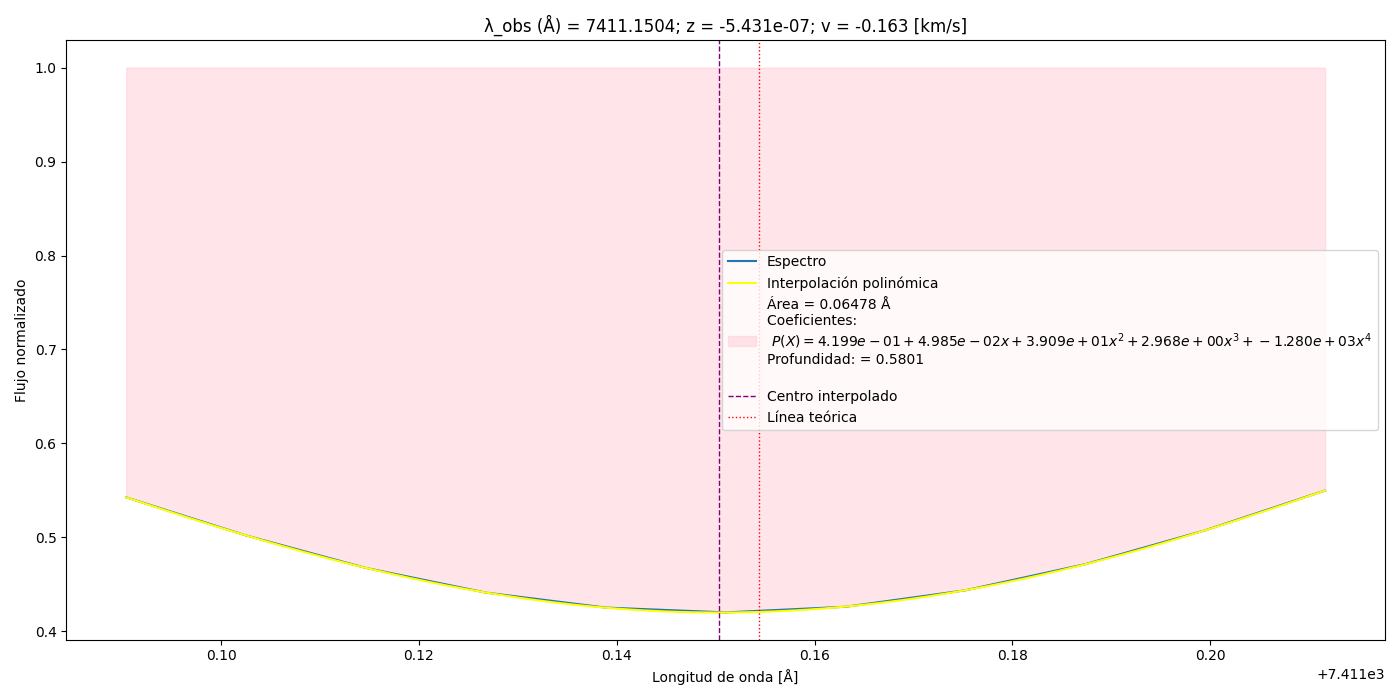 λ_obs (Å) = 7411.1504; z = -5.431e-07; v = -0.163 [km/s]
Flujo normalizado
1.0
0.9
0.8
0.7
0.6
0.5
0.4
Espectro
Interpolación polinómica
Área = 0.06478 Å
Coeficientes:
P(X) = 4.199e − 01 + 4.985e − 02x + 3.909e + 01x² + 2.968e + 00x³ + − 1.280e + 03x⁴
Profundidad: = 0.5801
Centro interpolado
Línea teórica
0.10 0.12 0.14 0.16 0.18 0.20
+7.411e3
Longitud de onda [Å]